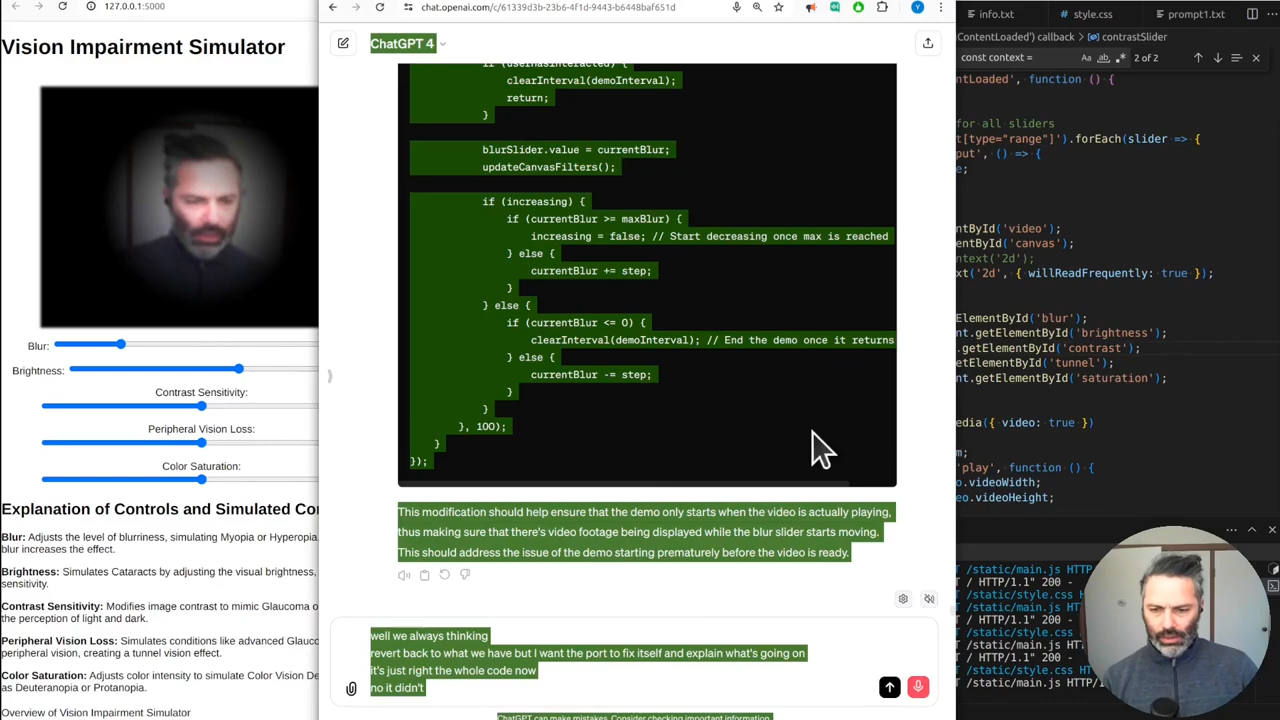 127.0.0.1:5000
Vision Impairment Simulator
Blur:
Brightness:
Contrast Sensitivity:
Peripheral Vision Loss:
Color Saturation:
Explanation of Controls and Simulated Co
Blur: Adjusts the level of blurriness, simulating Myopia or Hyperopia.
blur increases the effect.
Brightness: Simulates Cataracts by adjusting the visual brightness,
sensitivity.
Contrast Sensitivity: Modifies image contrast to mimic Glaucoma o
the perception of light and dark.
Peripheral Vision Loss: Simulates conditions like advanced Glauc
peripheral vision, creating a tunnel vision effect.
Color Saturation: Adjusts color intensity to simulate Color Vision De
as Deuteranopia or Protanopia.
Overview of Vision Impairment Simulator
chat.openai.com/c/61339d3b-23b6-4f1d-9443-b6448baf651d
Y
ChatGPT 4
if (userHasInteracted) {
clearInterval(demoInterval);
return;
}
blurSlider.value = currentBlur;
updateCanvasFilters();
if (increasing) {
if (currentBlur >= maxBlur) {
increasing = false; // Start decreasing once max is reached
} else {
currentBlur += step;
}
} else {
if (currentBlur <= 0) {
clearInterval(demoInterval); // End the demo once it returns
} else {
currentBlur -= step;
}
}
}, 100);
}
});
This modification should help ensure that the demo only starts when the video is actually playing,
thus making sure that there's video footage being displayed while the blur slider starts moving.
This should address the issue of the demo starting prematurely before the video is ready.
well we always thinking
revert back to what we have but I want the port to fix itself and explain what's going on
it's just right the whole code now
no it didn't
ChatGPT can make mistakes. Consider checking important information.
info.txt
style.css
prompt1.txt
ContentLoaded') callback
contrastSlider
const context =
Aa
ab
2 of 2
ntLoaded', function () {
for all sliders
t[type="range"]').forEach(slider => {
put', () => {
e;
entById('video');
entById('canvas');
ntext('2d');
xt('2d', { willReadFrequently: true });
ElementById('blur');
nt.getElementById('brightness');
.getElementById('contrast');
etElementById('tunnel');
nt.getElementById('saturation');
edia({ video: true })
m;
'play', function () {
o.videoWidth;
deo.videoHeight;
T /static/main.js HTTP
T / HTTP/1.1" 200 -
T /static/style.css HT
T /static/main.js HTTP
T / HTTP/1.1" 200 -
T /static/style.css
T /static/main.js
T / HTTP/1.1" 200
T /static/style.c
T /static/main.js